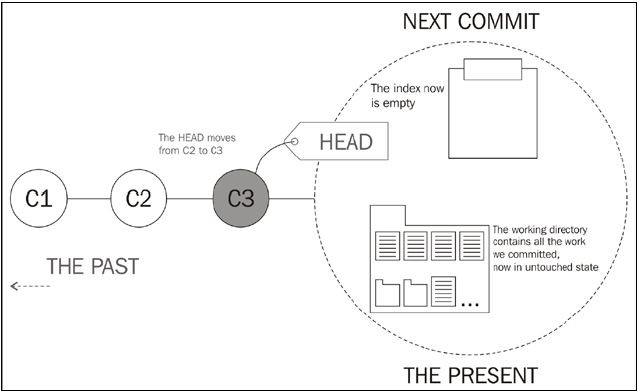 NEXT COMMIT
The index now
is empty
The HEAD moves
from C2 to C3
HEAD
C1
C2
C3
The working directory
contains all the work
we committed,
now in untouched state
THE PAST
...
THE PRESENT